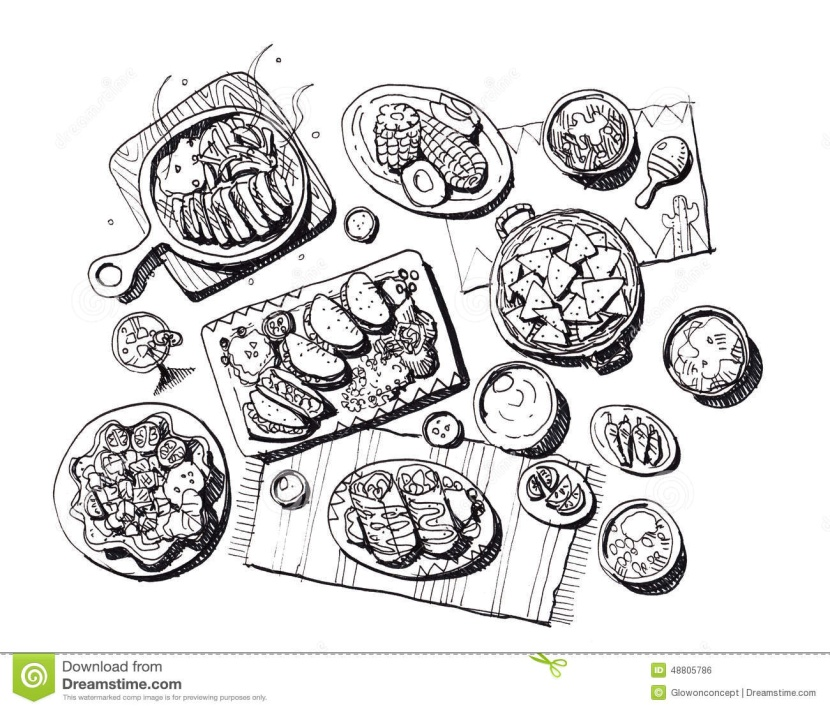 Download from
Dreamstime.com
This watermarked comp image is for previewing purposes only.
ID 48805786
© Glowonconcept | Dreamstime.com